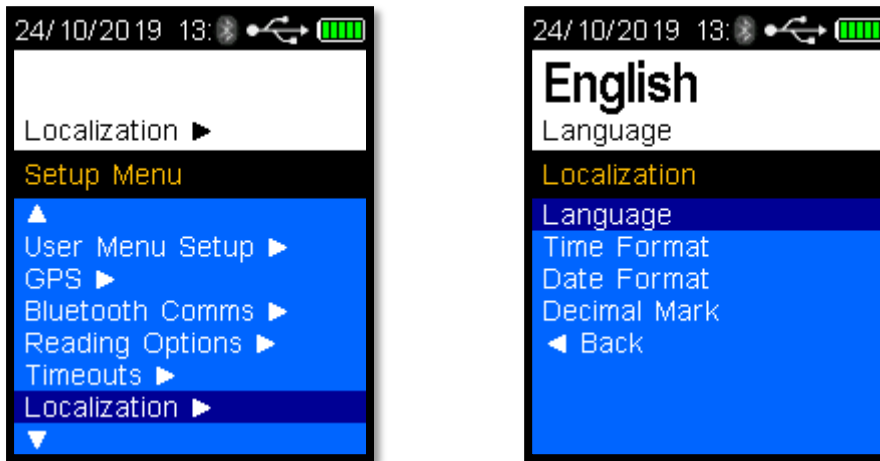 24/10/2019 13:
Localization ▶
Setup Menu
▲
User Menu Setup ▶
GPS ▶
Bluetooth Comms ▶
Reading Options ▶
Timeouts ▶
Localization ▶
▼
24/10/2019 13:
English
Language
Localization
Language
Time Format
Date Format
Decimal Mark
◀ Back